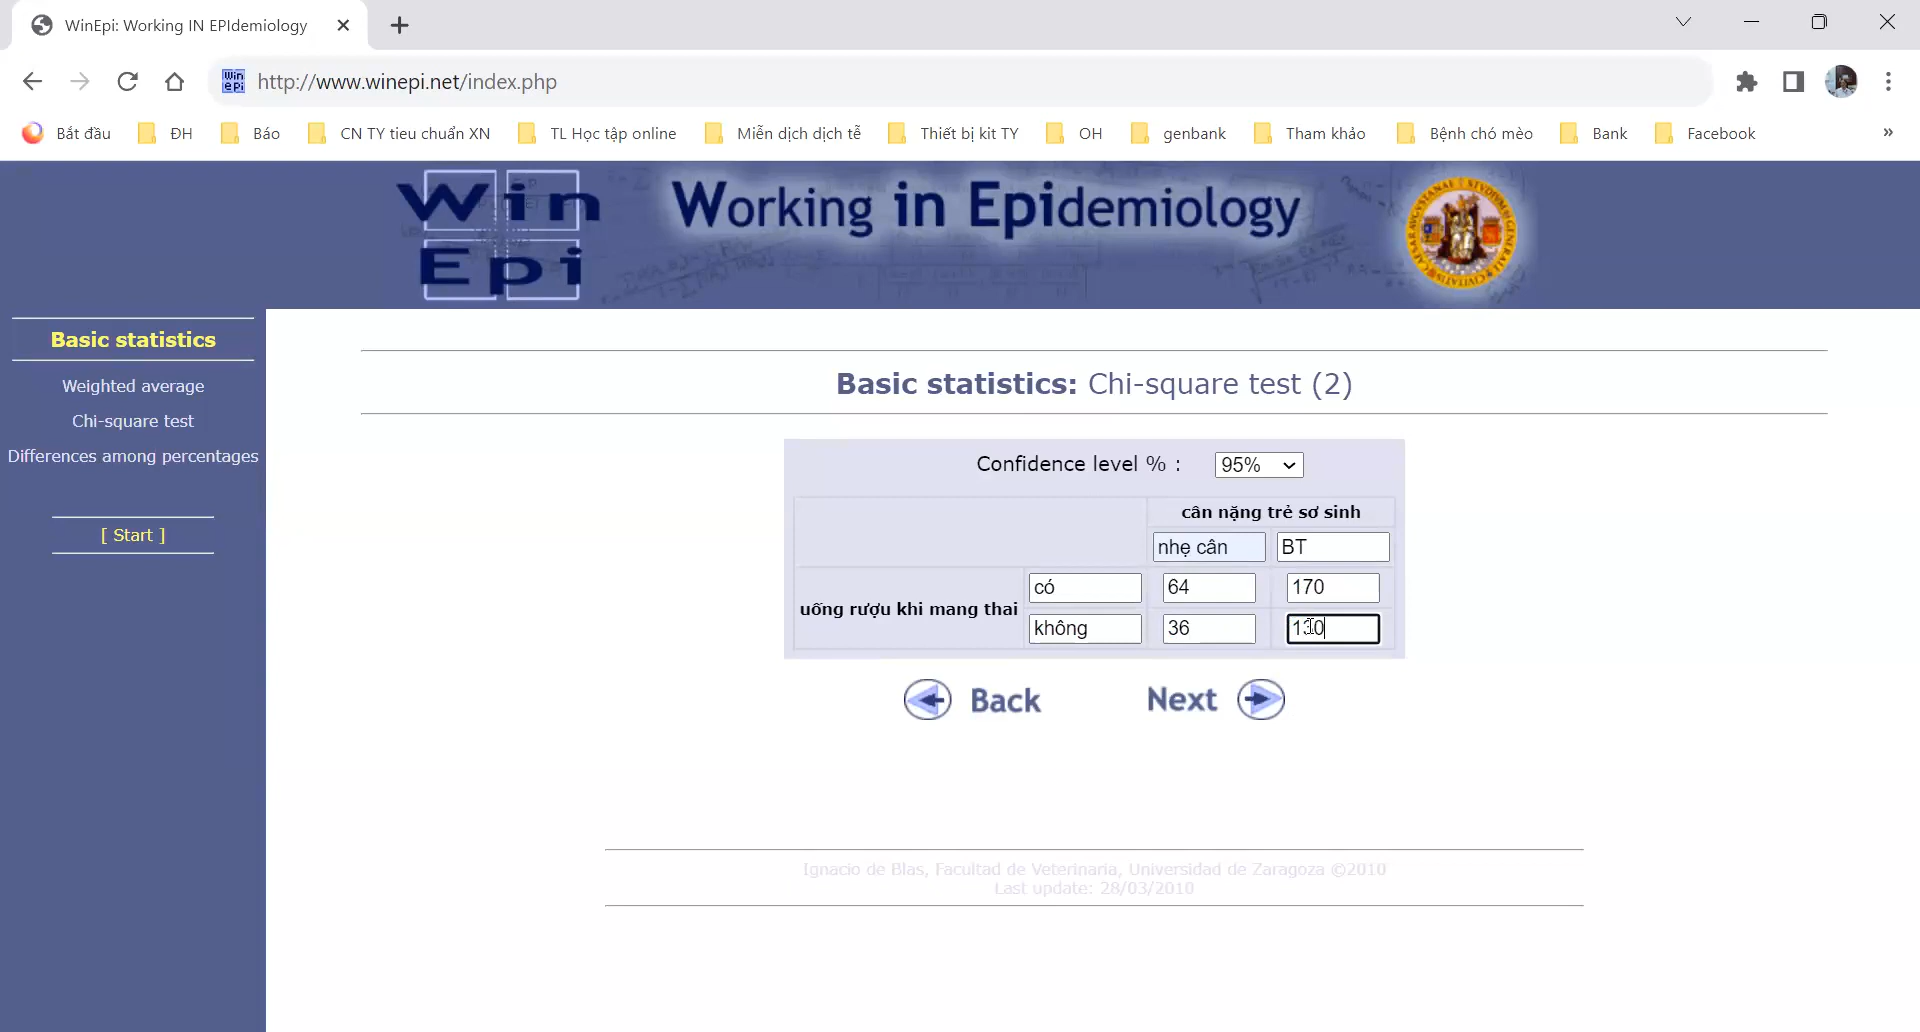 WinEpi: Working IN EPIdemiology
http://www.winepi.net/index.php
Bắt đầu ĐH Báo CN TY tieu chuẩn XN TL Học tập online Miễn dịch dịch tễ Thiết bị kit TY OH genbank Tham khảo Bệnh chó mèo Bank Facebook »
Win
Epi
Working in Epidemiology
Basic statistics
Weighted average
Chi-square test
Differences among percentages
[ Start ]
Basic statistics: Chi-square test (2)
Confidence level % : 95%
cân nặng trẻ sơ sinh
nhẹ cân BT
uống rượu khi mang thai
có 64 170
không 36 130
Back Next
Ignacio de Blas, Facultad de Veterinaria, Universidad de Zaragoza ©2010
Last update: 28/03/2010